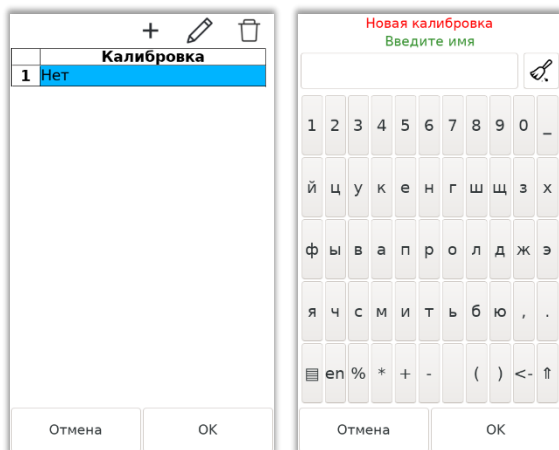 Калибровка
1 Нет
Отмена OK
Новая калибровка
Введите имя
1 2 3 4 5 6 7 8 9 0 _
й ц у к е н г ш щ з х
ф ы в а п р о л д ж э
я ч с м и т ь б ю , .
en % * + - ( ) <- ⇑
Отмена OK